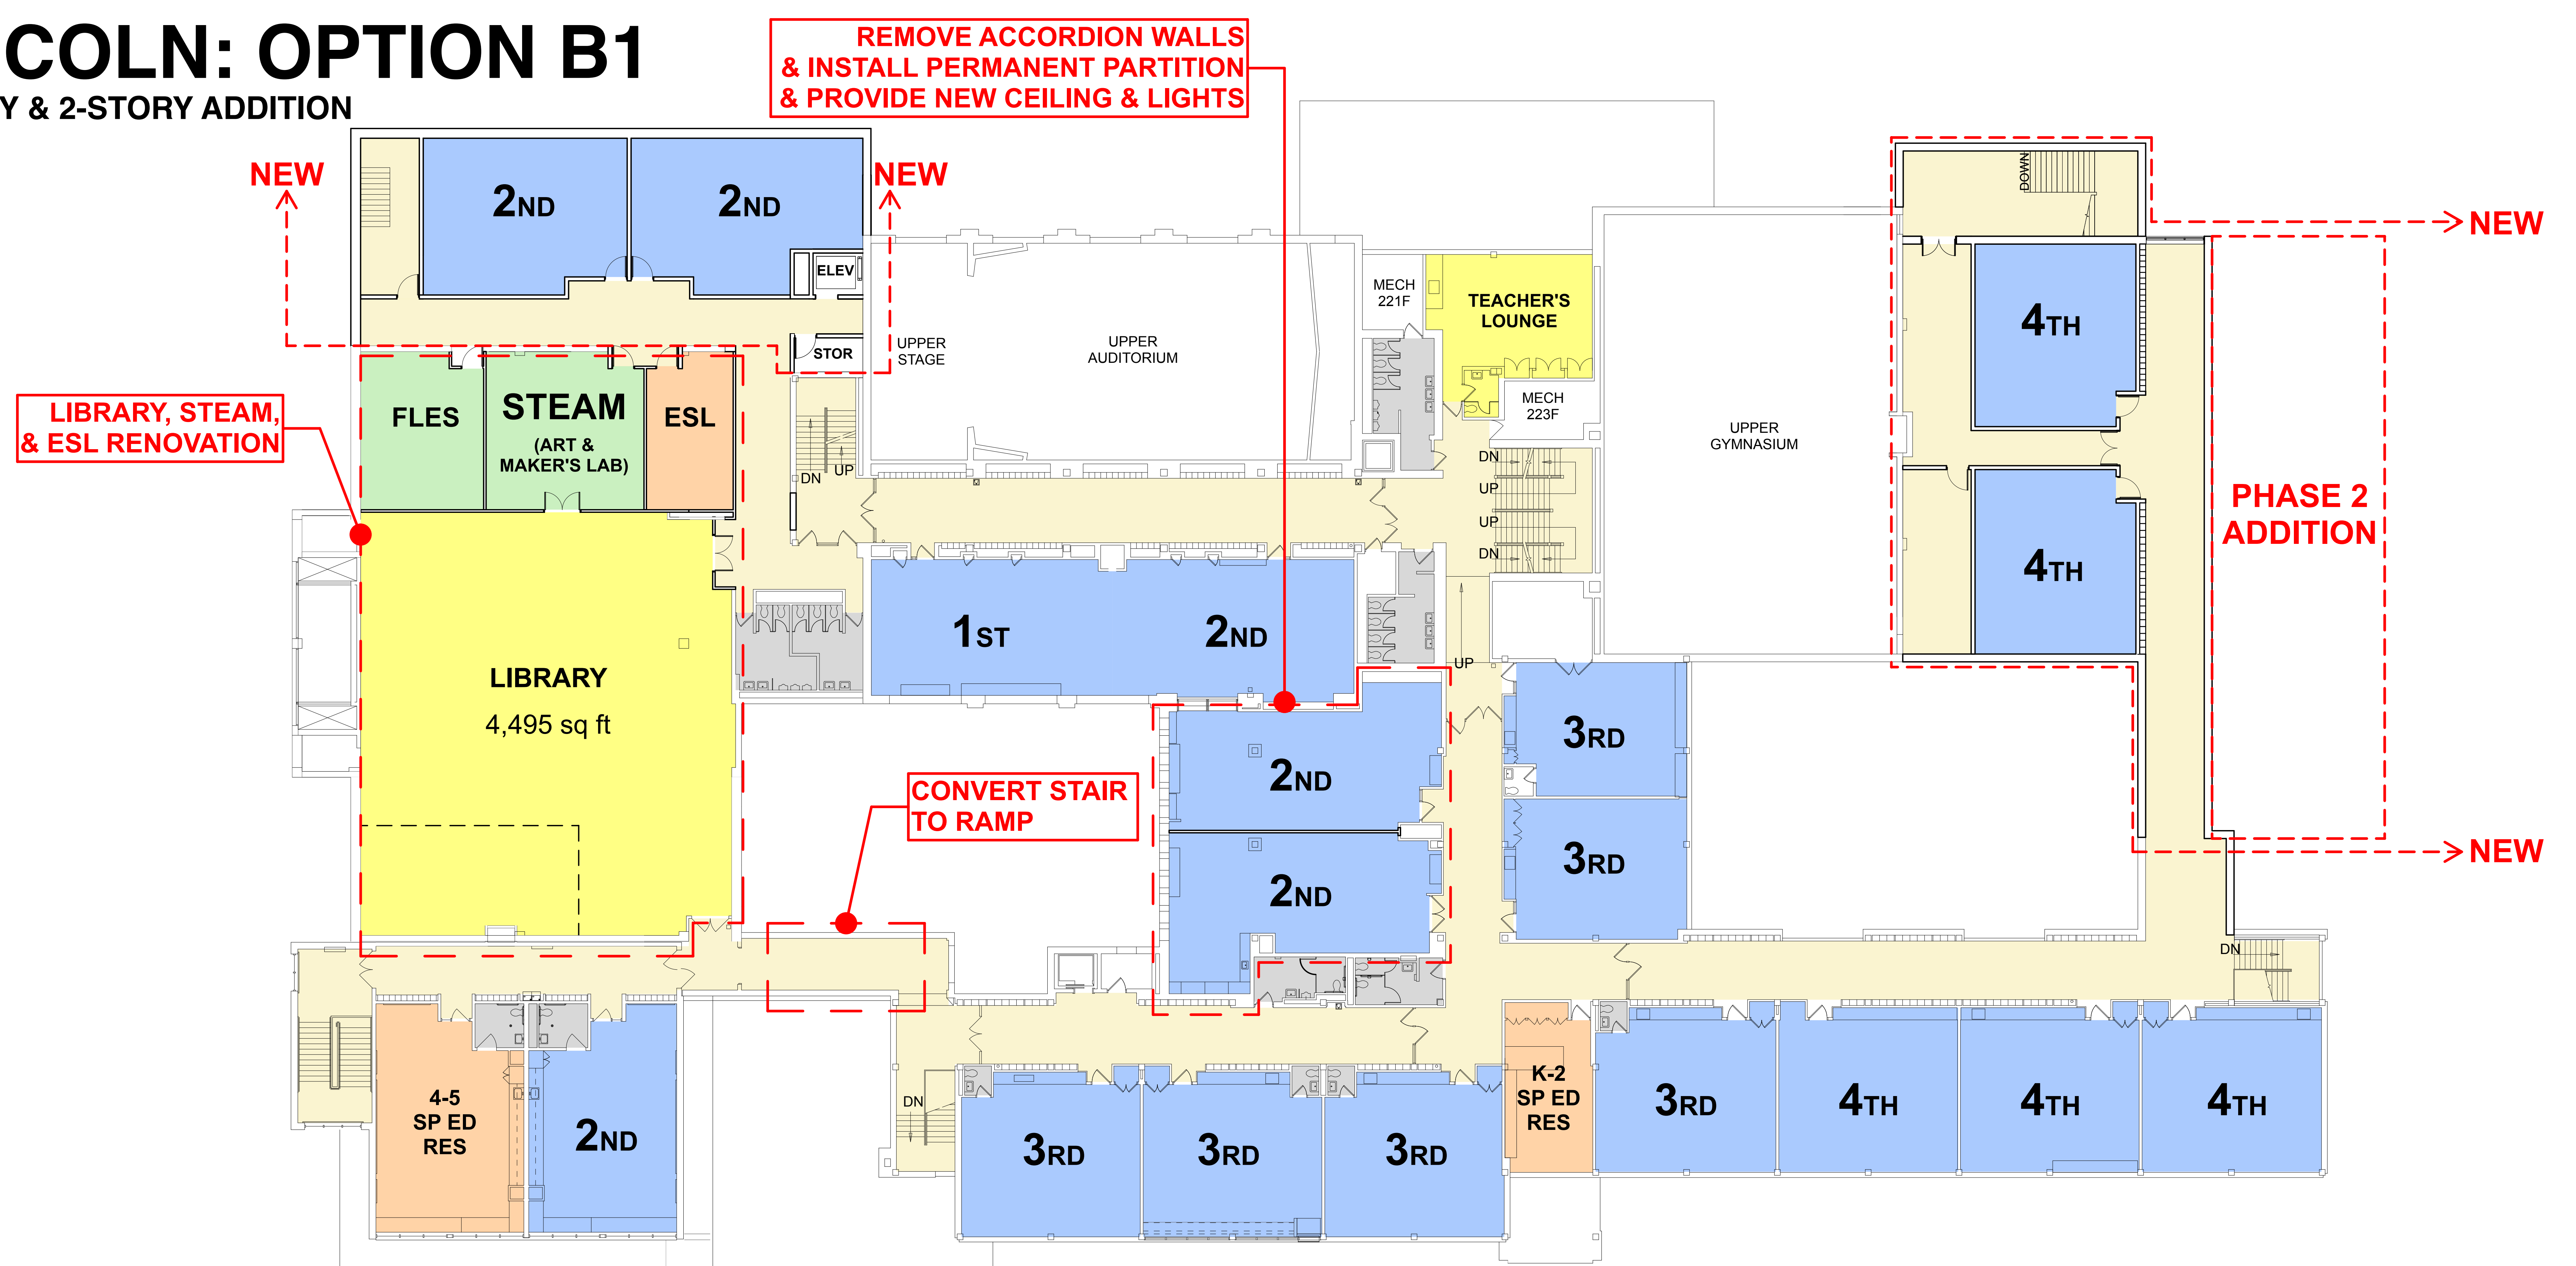 COLN: OPTION B1
Y & 2-STORY ADDITION
REMOVE ACCORDION WALLS
& INSTALL PERMANENT PARTITION
& PROVIDE NEW CEILING & LIGHTS
NEW
NEW
NEW
2ND
2ND
ELEV
STOR
UPPER
STAGE
UPPER
AUDITORIUM
MECH
221F
TEACHER'S
LOUNGE
MECH
223F
UPPER
GYMNASIUM
DOWN
4TH
4TH
PHASE 2
ADDITION
NEW
LIBRARY, STEAM,
& ESL RENOVATION
FLES
STEAM
(ART &
MAKER'S LAB)
ESL
DN
UP
DN
UP
UP
DN
UP
LIBRARY
4,495 sq ft
1ST
2ND
2ND
2ND
3RD
3RD
CONVERT STAIR
TO RAMP
DN
4-5
SP ED
RES
2ND
DN
3RD
3RD
3RD
K-2
SP ED
RES
3RD
4TH
4TH
4TH